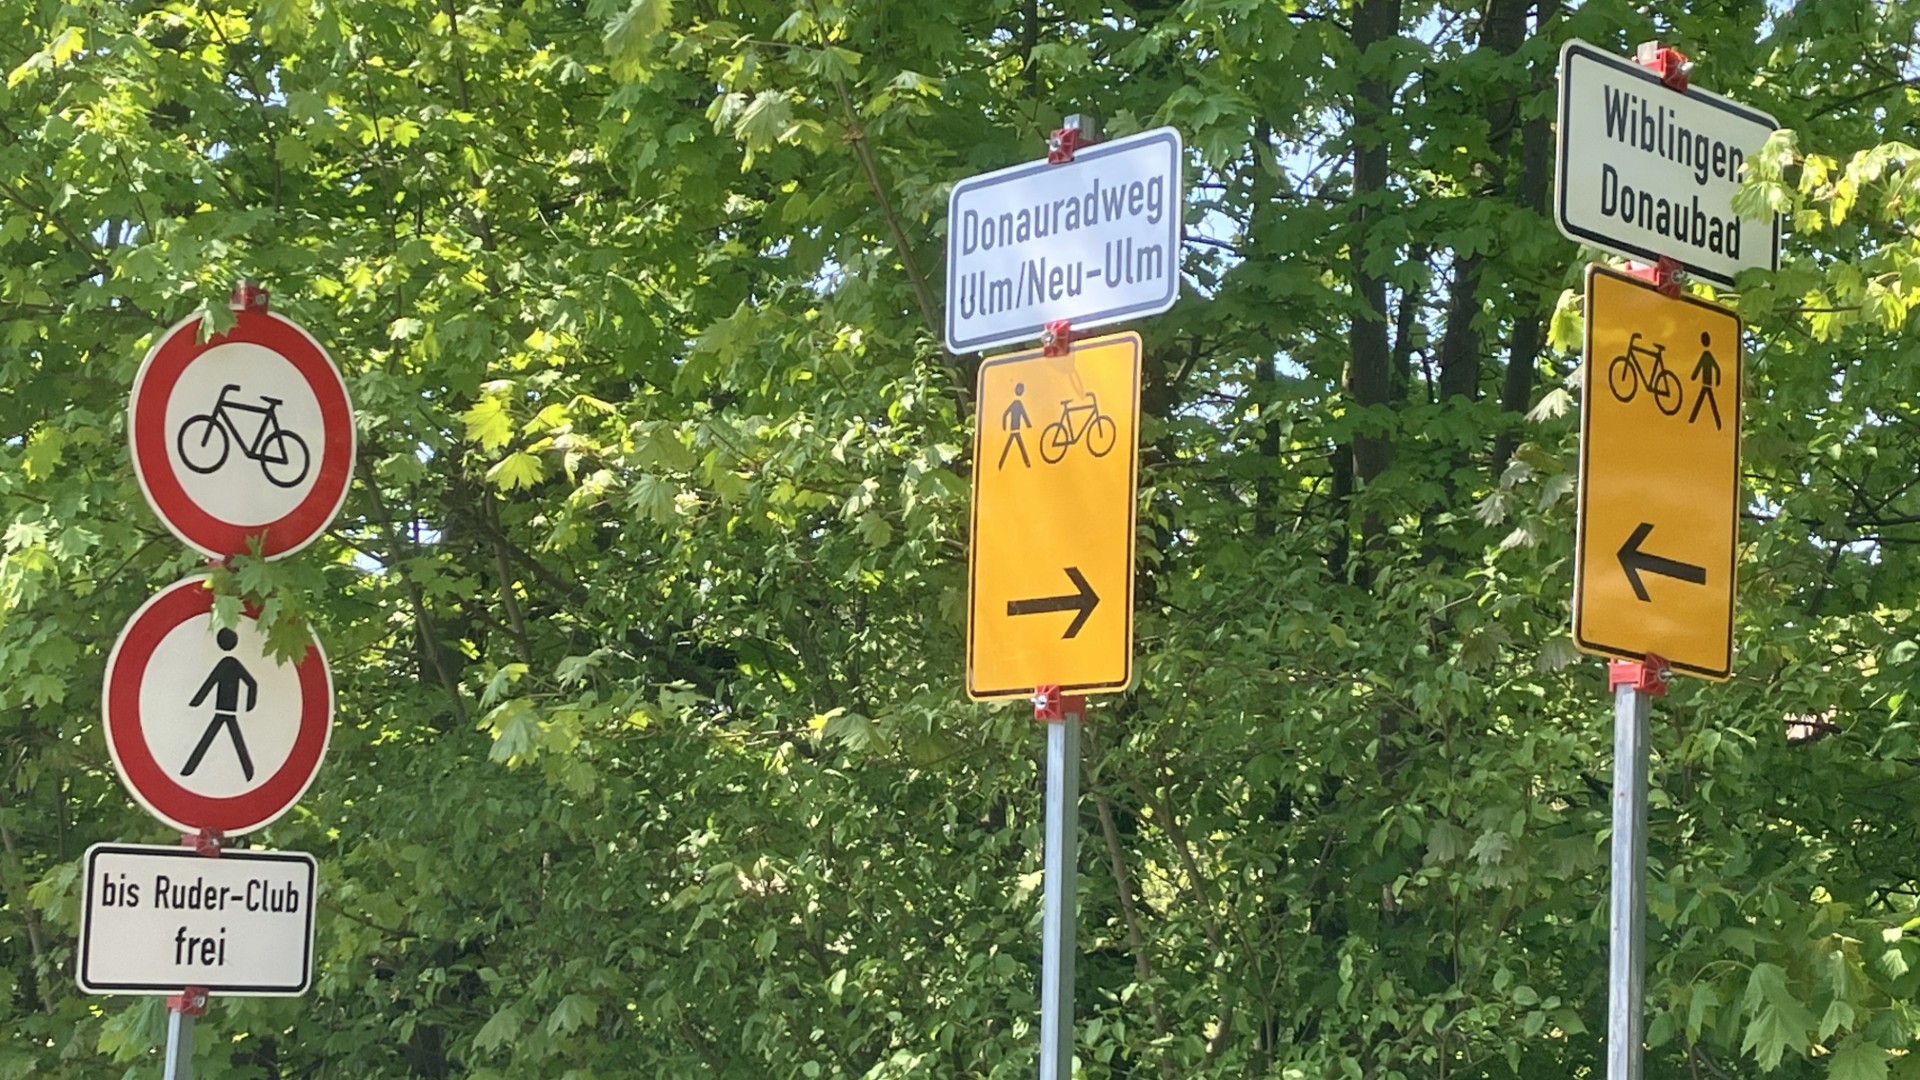 bis Ruder-Club
frei
Donauradweg
Ulm/Neu-Ulm
Wiblingen
Donaubad